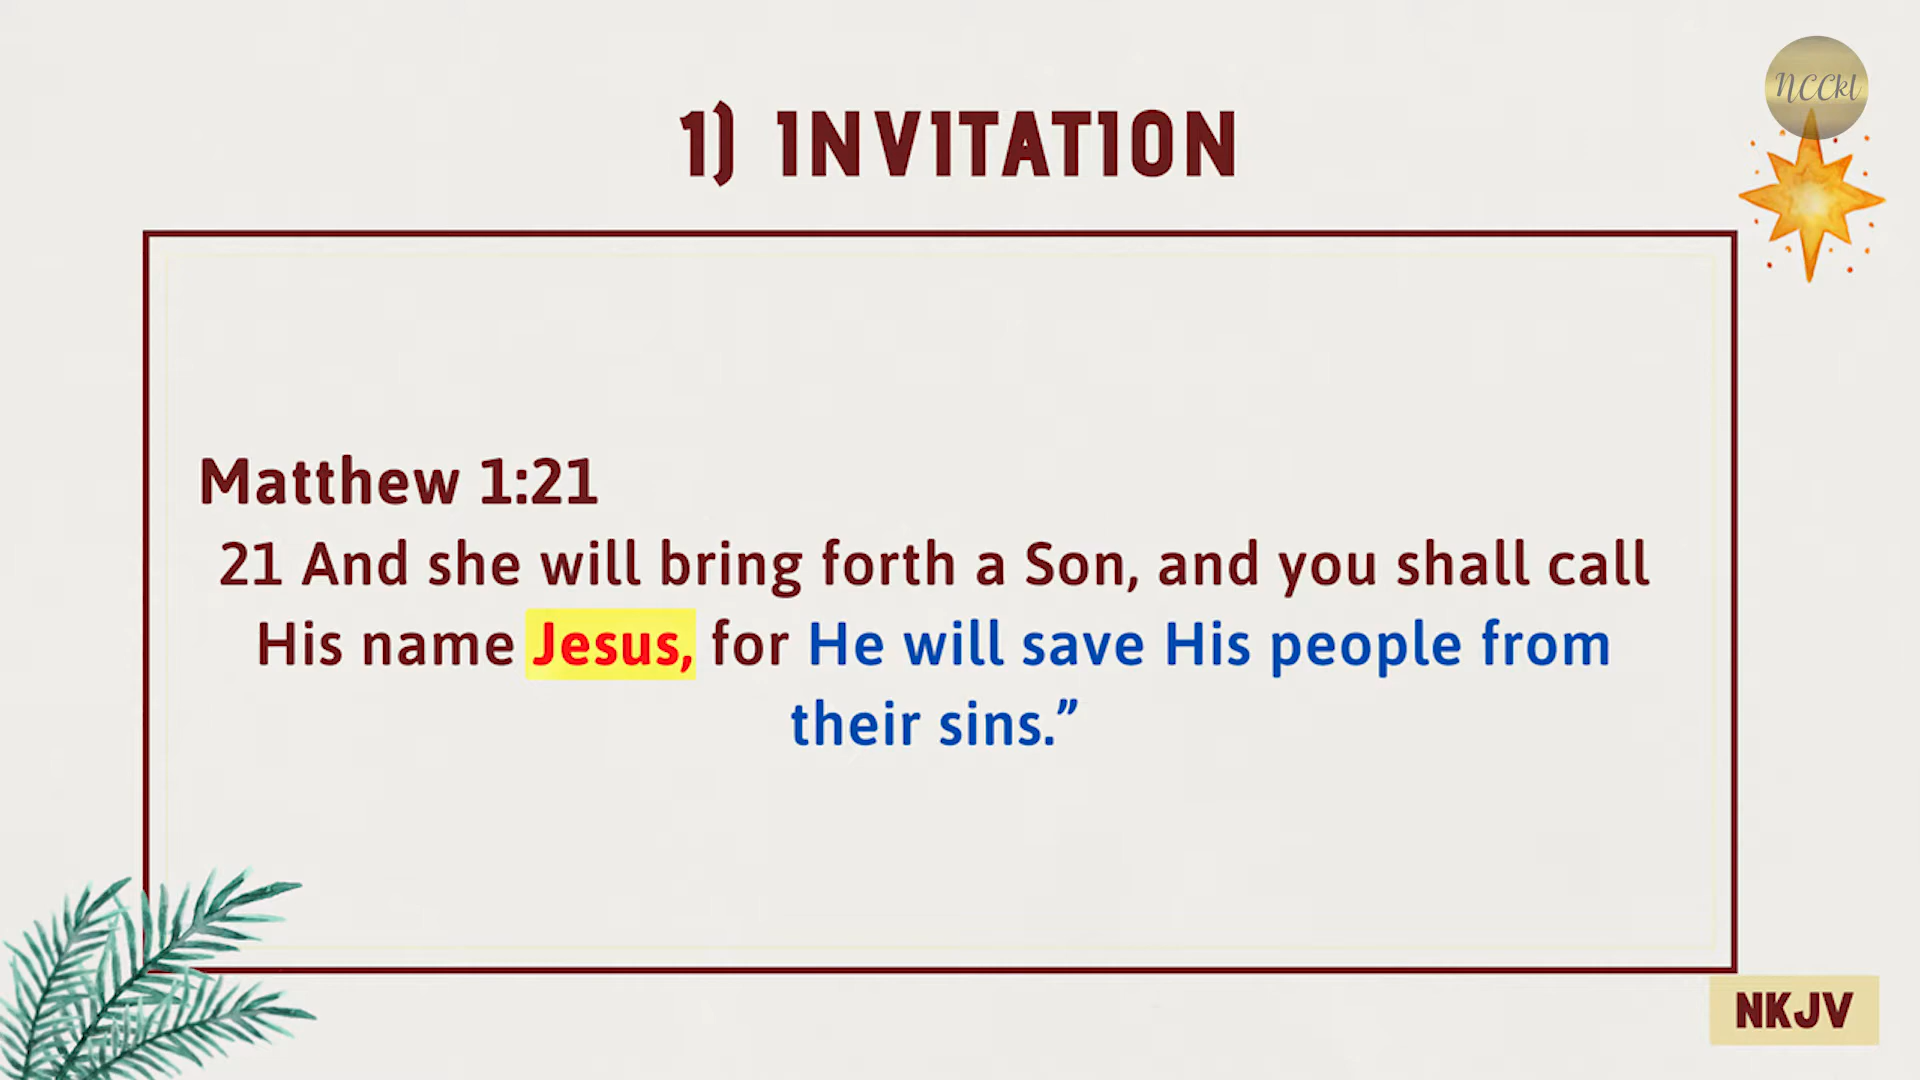 NCCkl
1) INVITATION
Matthew 1:21
21 And she will bring forth a Son, and you shall call
His name Jesus, for He will save His people from
their sins.”
NKJV